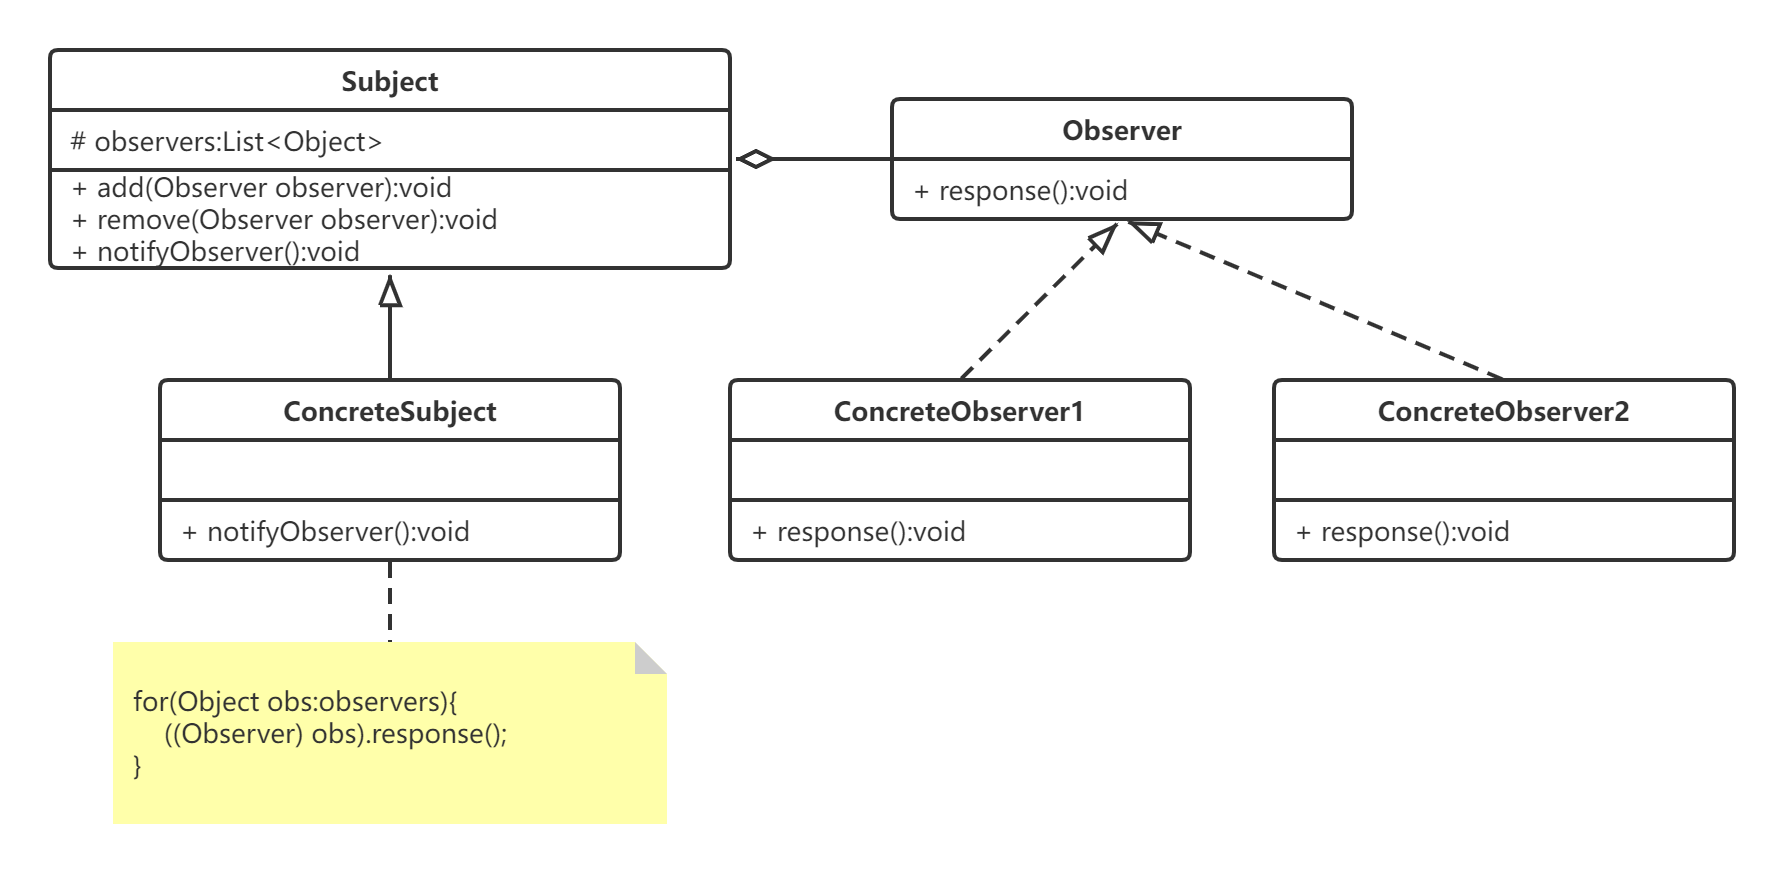 Subject
# observers:List<Object>
+ add(Observer observer):void
+ remove(Observer observer):void
+ notifyObserver():void
Observer
+ response():void
ConcreteSubject
+ notifyObserver():void
ConcreteObserver1
+ response():void
ConcreteObserver2
+ response():void
for(Object obs:observers){
    ((Observer) obs).response();
}